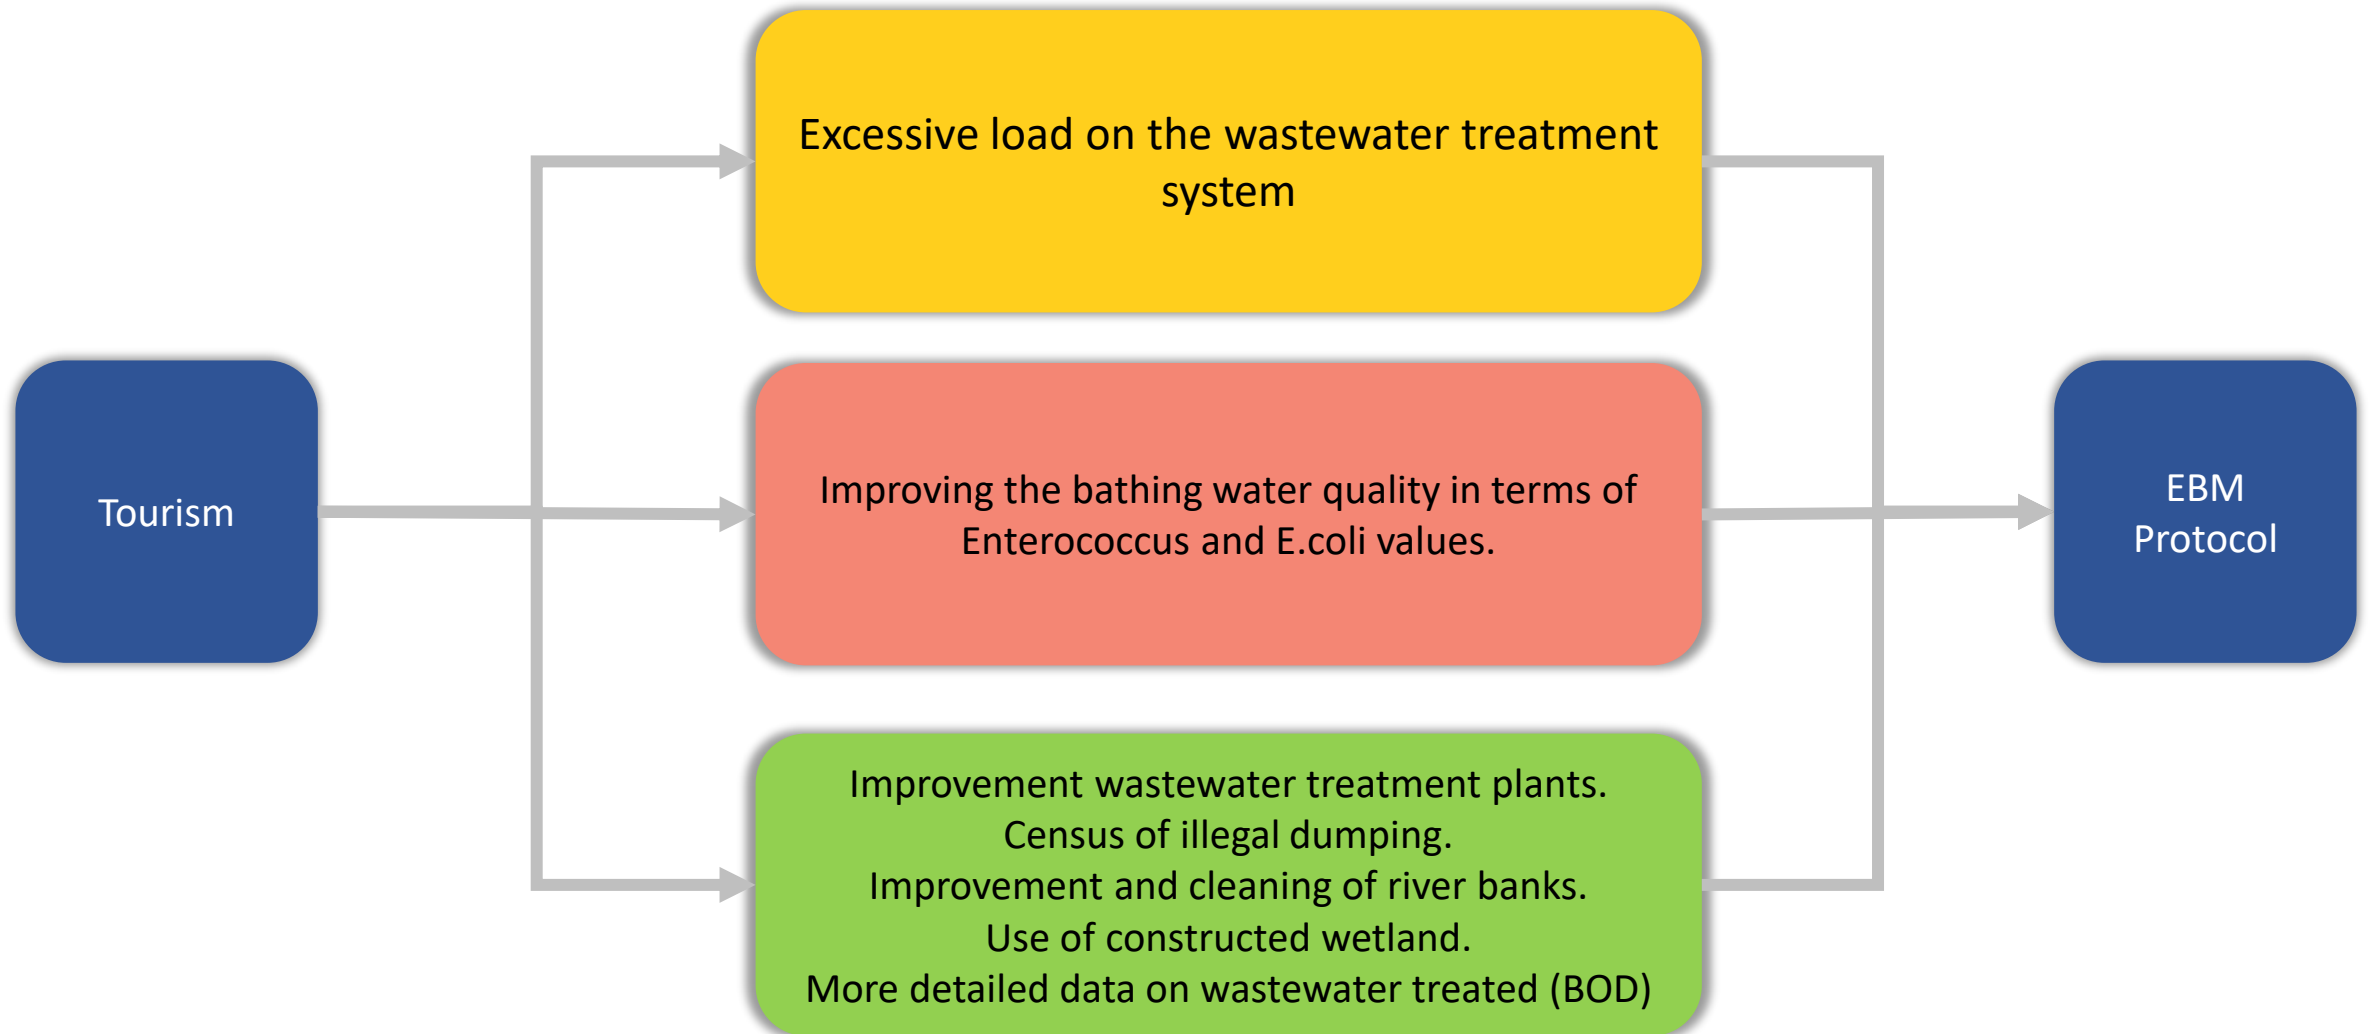 Excessive load on the wastewater treatment
system
Tourism
Improving the bathing water quality in terms of
Enterococcus and E.coli values.
EBM
Protocol
Improvement wastewater treatment plants.
Census of illegal dumping.
Improvement and cleaning of river banks.
Use of constructed wetland.
More detailed data on wastewater treated (BOD)